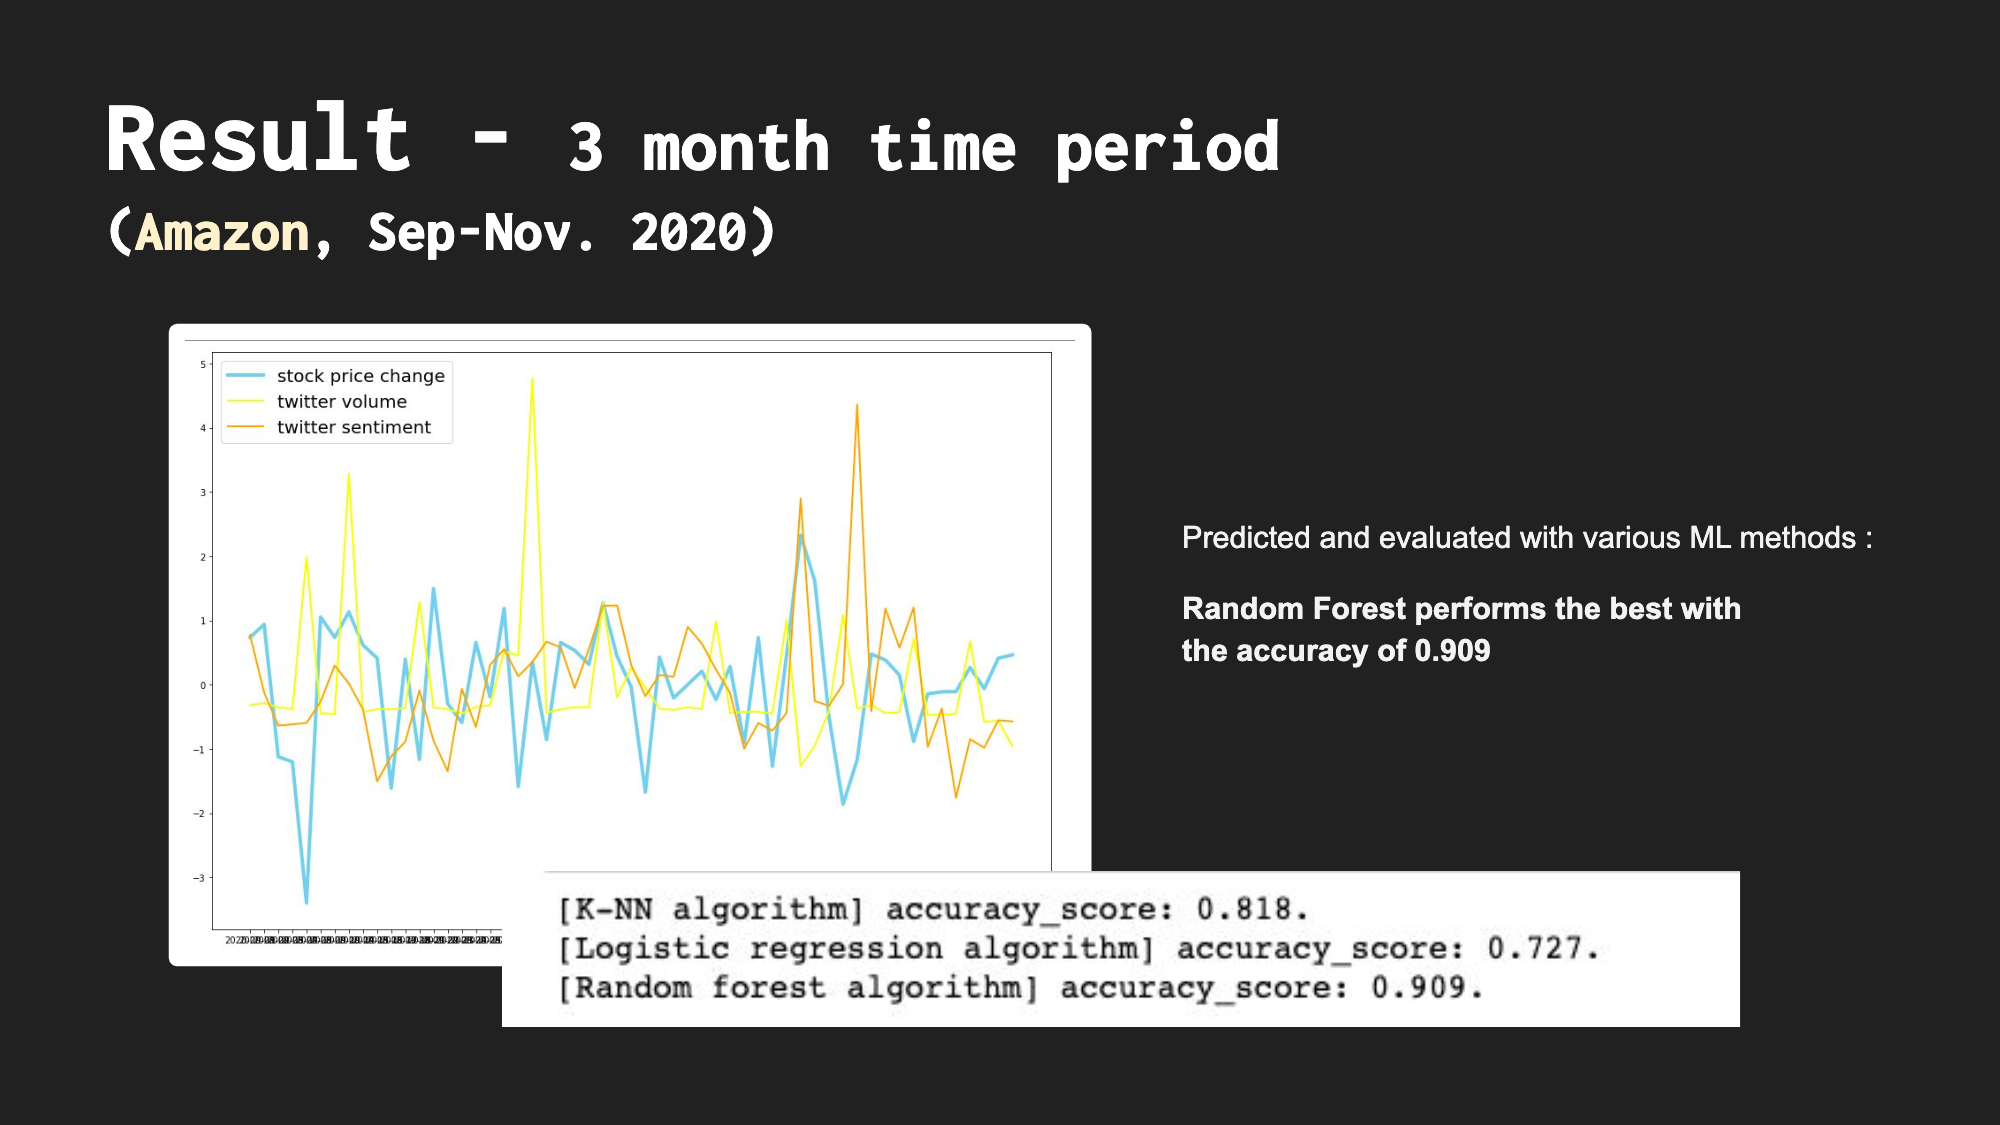 Result - 3 month time period
(Amazon, Sep-Nov. 2020)
5
stock price change
twitter volume
4
twitter sentiment
3
2
1
0
−1
−2
−3
Predicted and evaluated with various ML methods :
Random Forest performs the best with
the accuracy of 0.909
[K-NN algorithm] accuracy_score: 0.818.
[Logistic regression algorithm] accuracy_score: 0.727.
[Random forest algorithm] accuracy_score: 0.909.